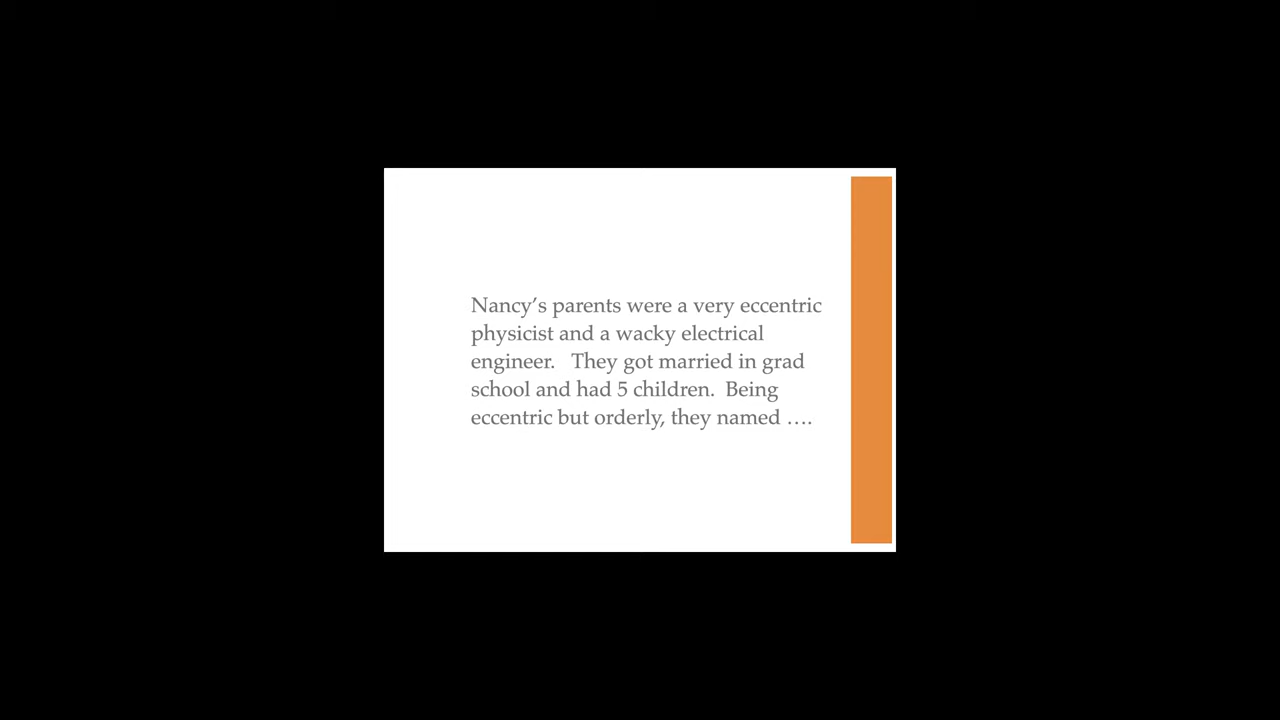 Nancy’s parents were a very eccentric
physicist and a wacky electrical
engineer.   They got married in grad
school and had 5 children.  Being
eccentric but orderly, they named ….